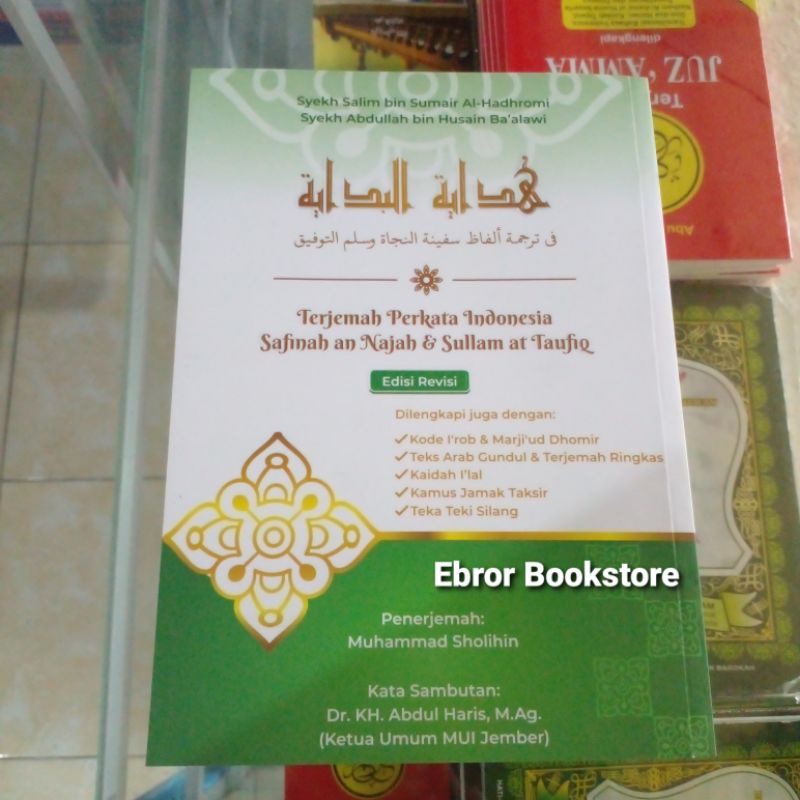 Syekh Salim bin Sumair Al-Hadhromi
Syekh Abdullah bin Husain Ba'alawi
هداية البداية
فى ترجمة ألفاظ سفينة النجاة وسلم التوفيق
Terjemah Perkata Indonesia
Safinah an Najah & Sullam at Taufiq
Edisi Revisi
Dilengkapi juga dengan:
Kode I'rob & Marji'ud Dhomir
Teks Arab Gundul & Terjemah Ringkas
Kaidah I'lal
Kamus Jamak Taksir
Teka Teki Silang
Ebror Bookstore
Penerjemah:
Muhammad Sholihin
Kata Sambutan:
Dr. KH. Abdul Haris, M.Ag.
(Ketua Umum MUI Jember)
dilengkapi
JUZ 'AMMA
Abu